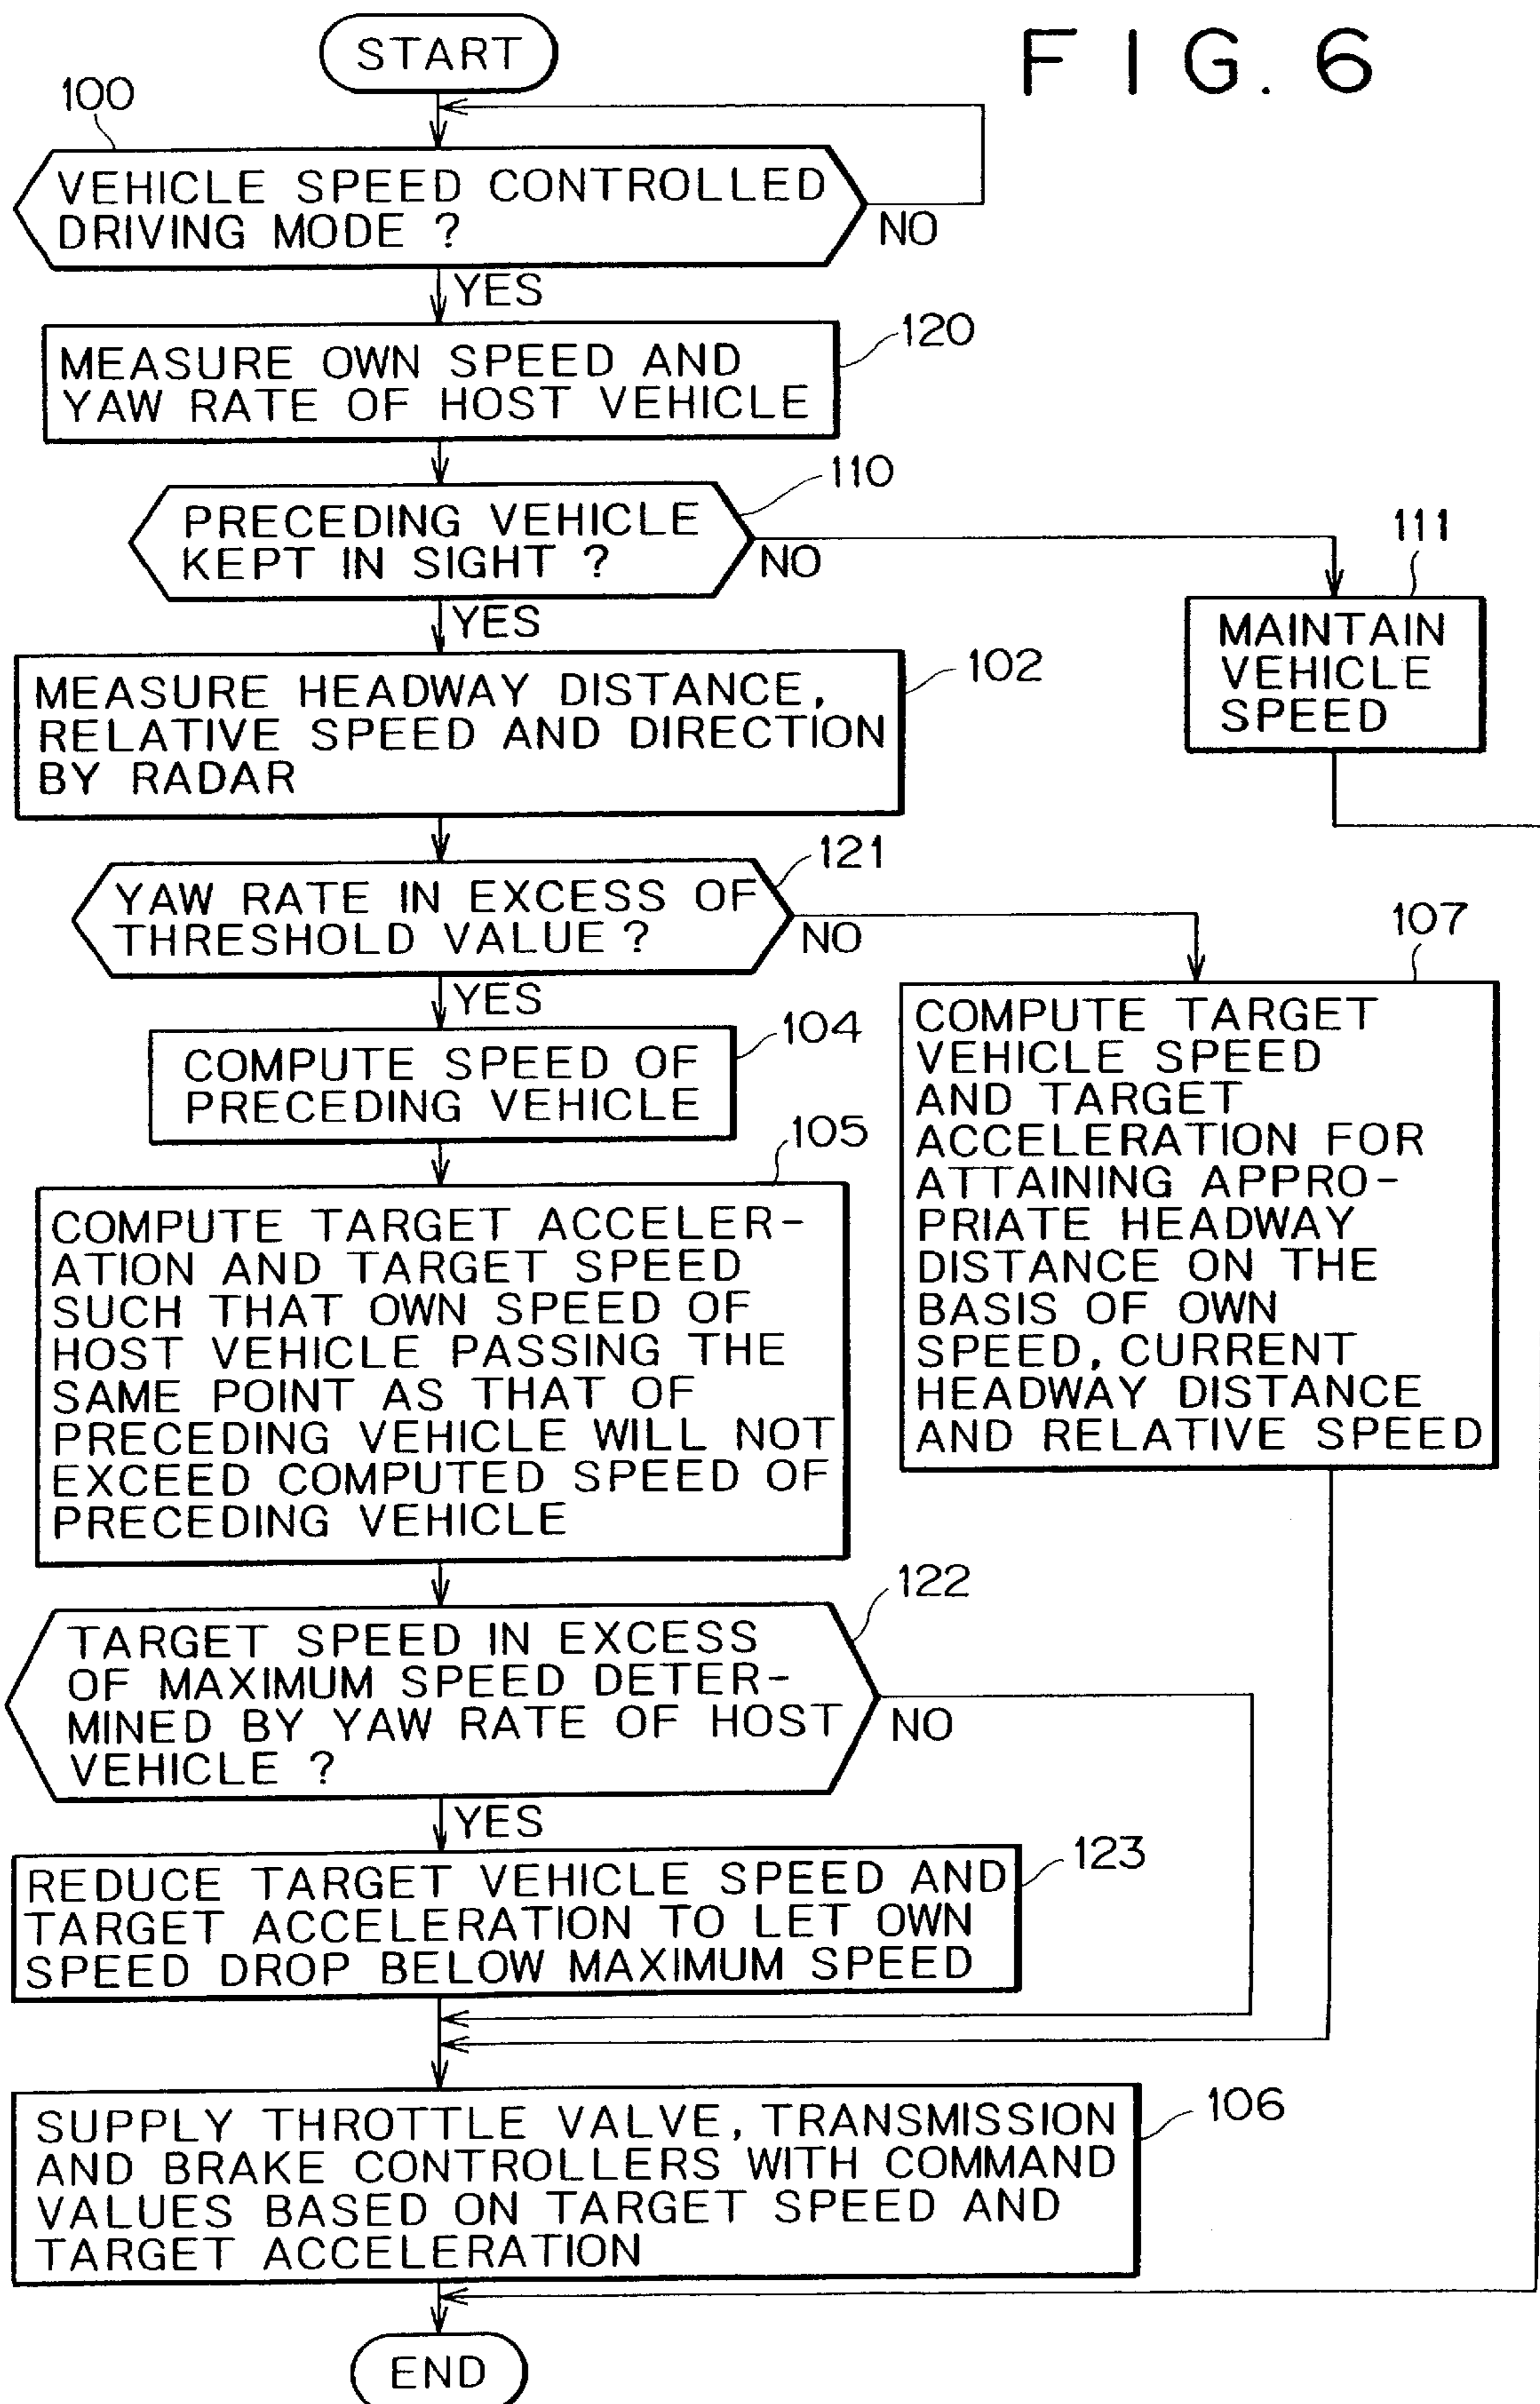 FIG. 6
START
100
VEHICLE SPEED CONTROLLED
DRIVING MODE ?
NO
YES
120
MEASURE OWN SPEED AND
YAW RATE OF HOST VEHICLE
110
PRECEDING VEHICLE
KEPT IN SIGHT ?
NO
YES
111
MAINTAIN
VEHICLE
SPEED
102
MEASURE HEADWAY DISTANCE,
RELATIVE SPEED AND DIRECTION
BY RADAR
121
YAW RATE IN EXCESS OF
THRESHOLD VALUE ?
NO
YES
107
COMPUTE TARGET
VEHICLE SPEED
AND TARGET
ACCELERATION FOR
ATTAINING APPRO-
PRIATE HEADWAY
DISTANCE ON THE
BASIS OF OWN
SPEED, CURRENT
HEADWAY DISTANCE
AND RELATIVE SPEED
104
COMPUTE SPEED OF
PRECEDING VEHICLE
105
COMPUTE TARGET ACCELER-
ATION AND TARGET SPEED
SUCH THAT OWN SPEED OF
HOST VEHICLE PASSING THE
SAME POINT AS THAT OF
PRECEDING VEHICLE WILL NOT
EXCEED COMPUTED SPEED OF
PRECEDING VEHICLE
122
TARGET SPEED IN EXCESS
OF MAXIMUM SPEED DETER-
MINED BY YAW RATE OF HOST
VEHICLE ?
NO
YES
123
REDUCE TARGET VEHICLE SPEED AND
TARGET ACCELERATION TO LET OWN
SPEED DROP BELOW MAXIMUM SPEED
106
SUPPLY THROTTLE VALVE, TRANSMISSION
AND BRAKE CONTROLLERS WITH COMMAND
VALUES BASED ON TARGET SPEED AND
TARGET ACCELERATION
END